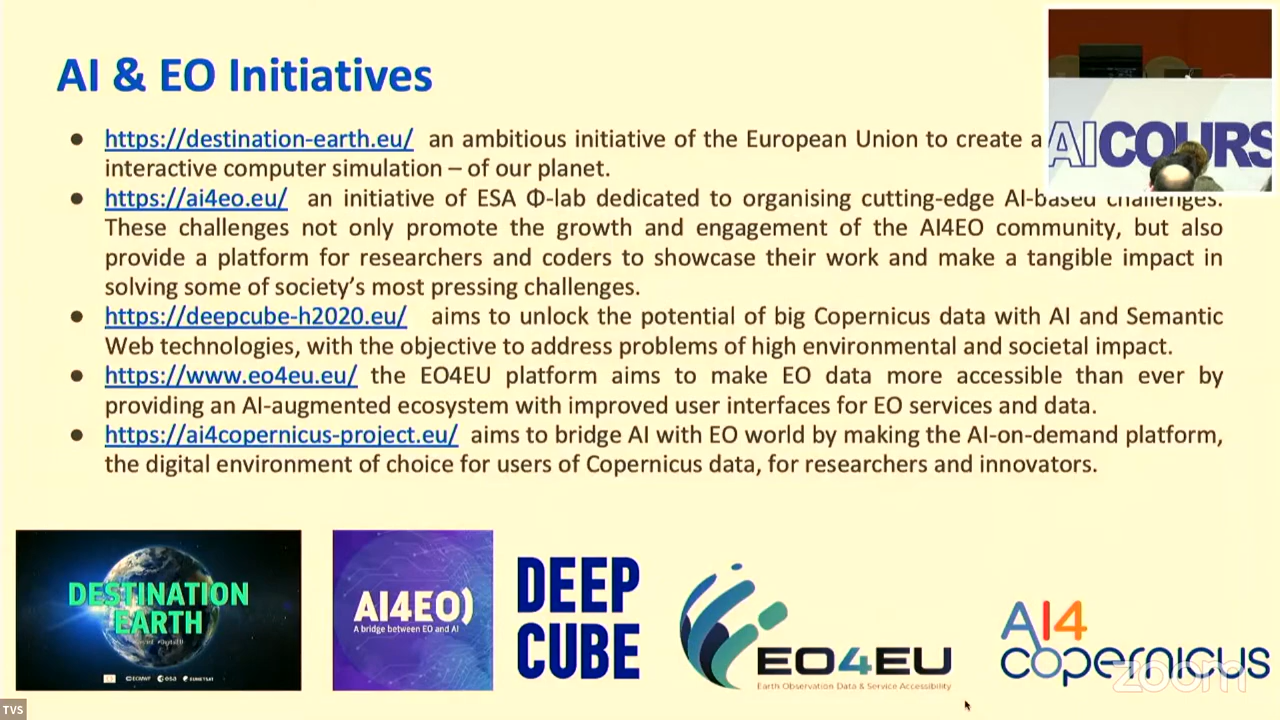 AI & EO Initiatives
● https://destination-earth.eu/ an ambitious initiative of the European Union to create a
interactive computer simulation – of our planet.
● https://ai4eo.eu/ an initiative of ESA Φ-lab dedicated to organising cutting-edge AI-based challenges.
These challenges not only promote the growth and engagement of the AI4EO community, but also
provide a platform for researchers and coders to showcase their work and make a tangible impact in
solving some of society’s most pressing challenges.
● https://deepcube-h2020.eu/ aims to unlock the potential of big Copernicus data with AI and Semantic
Web technologies, with the objective to address problems of high environmental and societal impact.
● https://www.eo4eu.eu/ the EO4EU platform aims to make EO data more accessible than ever by
providing an AI-augmented ecosystem with improved user interfaces for EO services and data.
● https://ai4copernicus-project.eu/ aims to bridge AI with EO world by making the AI-on-demand platform,
the digital environment of choice for users of Copernicus data, for researchers and innovators.
AI COURS
DESTINATION
EARTH
ECMWF esa EUMETSAT
AI4EO)
A bridge between EO and AI
DEEP
CUBE
EO4EU
Earth Observation Data & Service Accessibility
AI4
copernicus
zoom
TVS